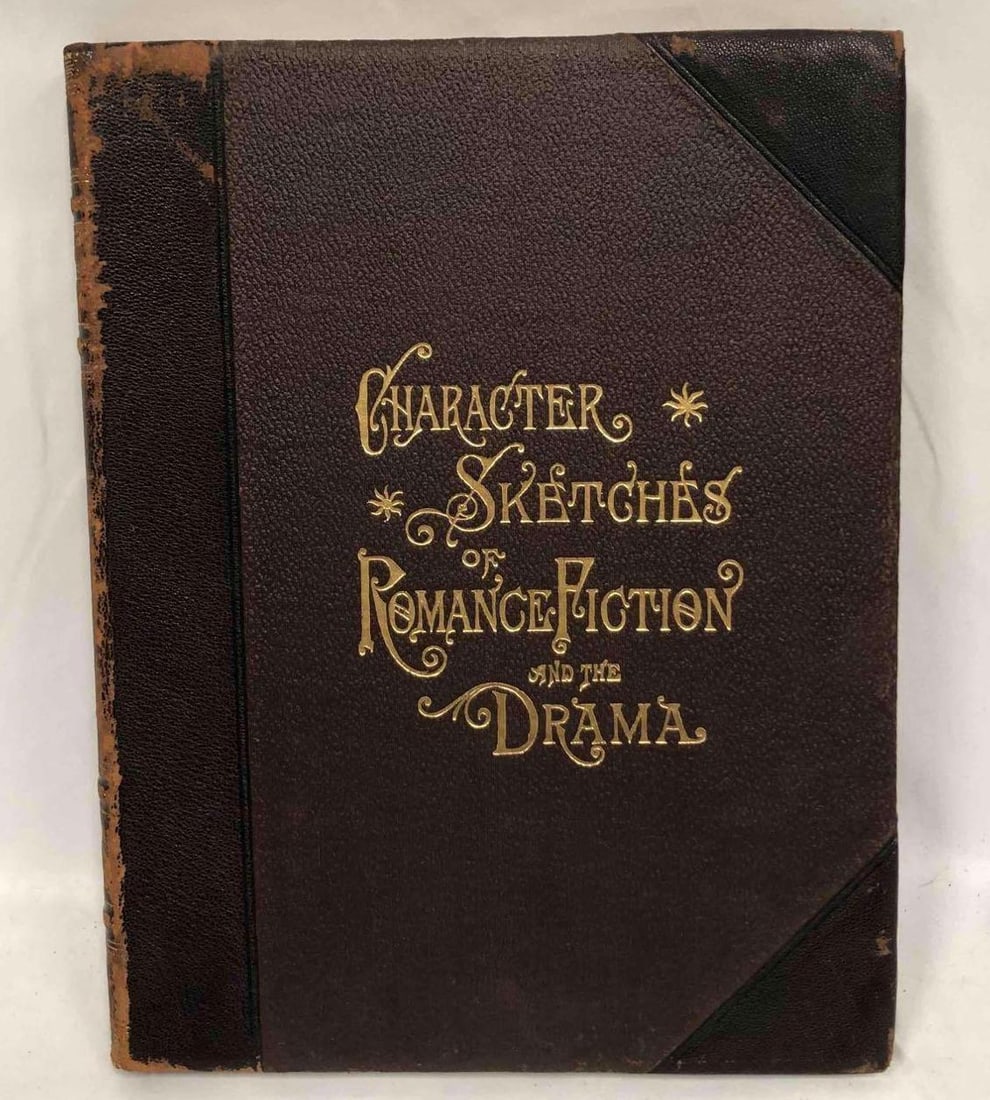 CHARACTER
SKETCHES
OF
ROMANCE FICTION
AND THE
DRAMA